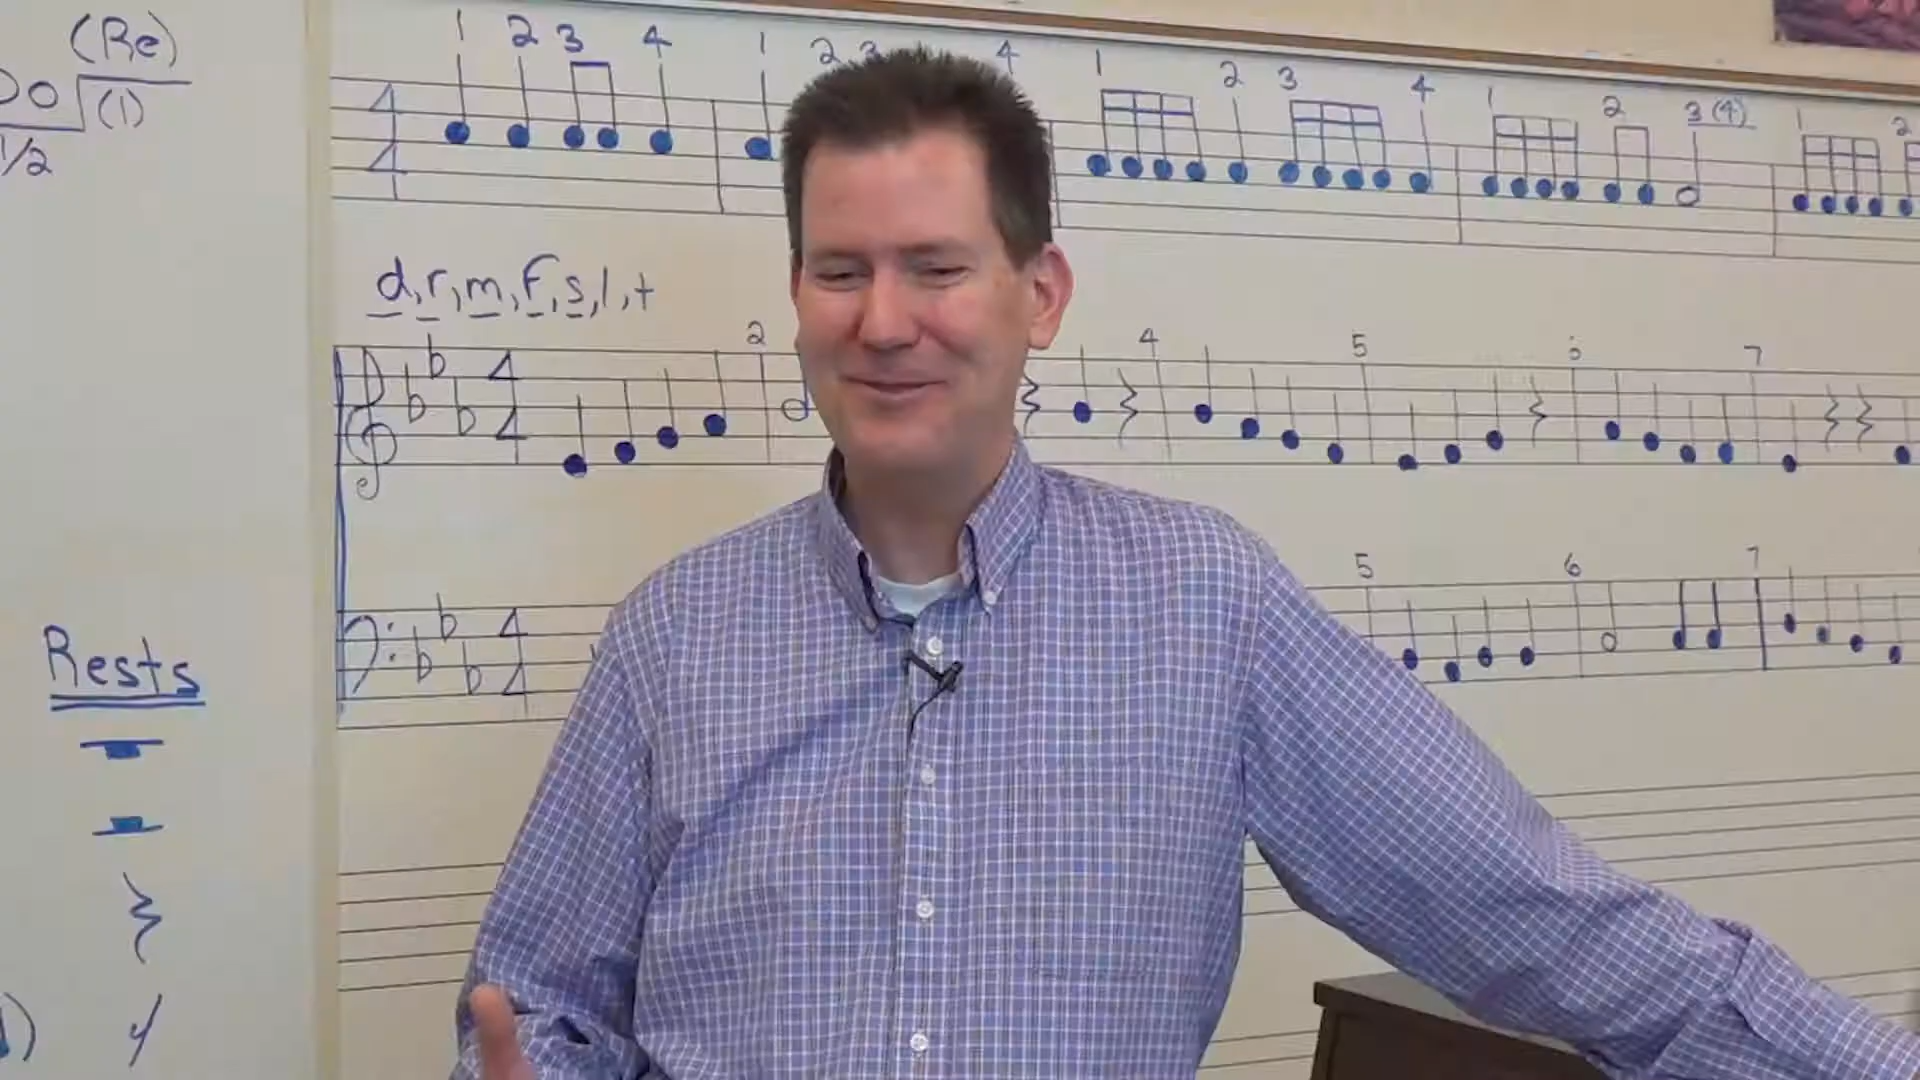 (Re)
DO (1)
1/2
1 2 3 4 1 2 3 4 1 2 3 4 1 2 3 (4) 1 2
4
4
d, r, m, f, s, l, t
2 4 5 6 7
4
4
5 6 7
4
4
Rests